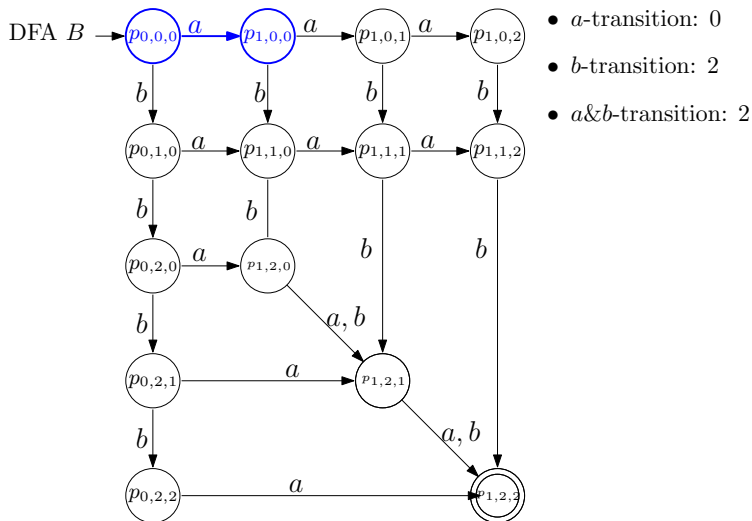 DFA B p0,0,0 a p1,0,0 a p1,0,1 a p1,0,2
• a-transition: 0
• b-transition: 2
• a&b-transition: 2
b b b b
p0,1,0 a p1,1,0 a p1,1,1 a p1,1,2
b b b b
p0,2,0 a p1,2,0
b a, b
p0,2,1 a p1,2,1
b a, b
p0,2,2 a p1,2,2